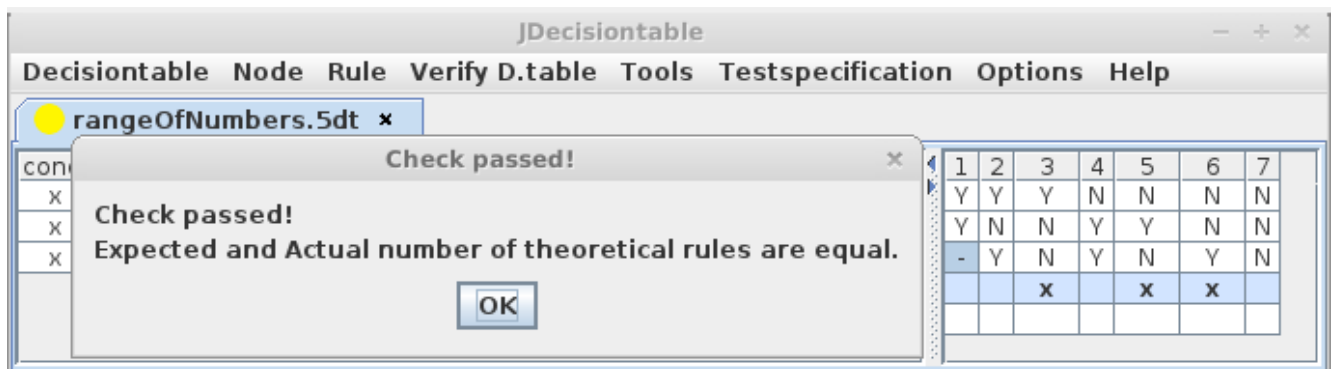 JDecisiontable
Decisiontable Node Rule Verify D.table Tools Testspecification Options Help
rangeOfNumbers.5dt ×
Check passed! ×
Check passed!
Expected and Actual number of theoretical rules are equal.
OK
x
x
x
1 2 3 4 5 6 7
Y Y Y N N N N
Y N N Y Y N N
- Y N Y N Y N
x x x